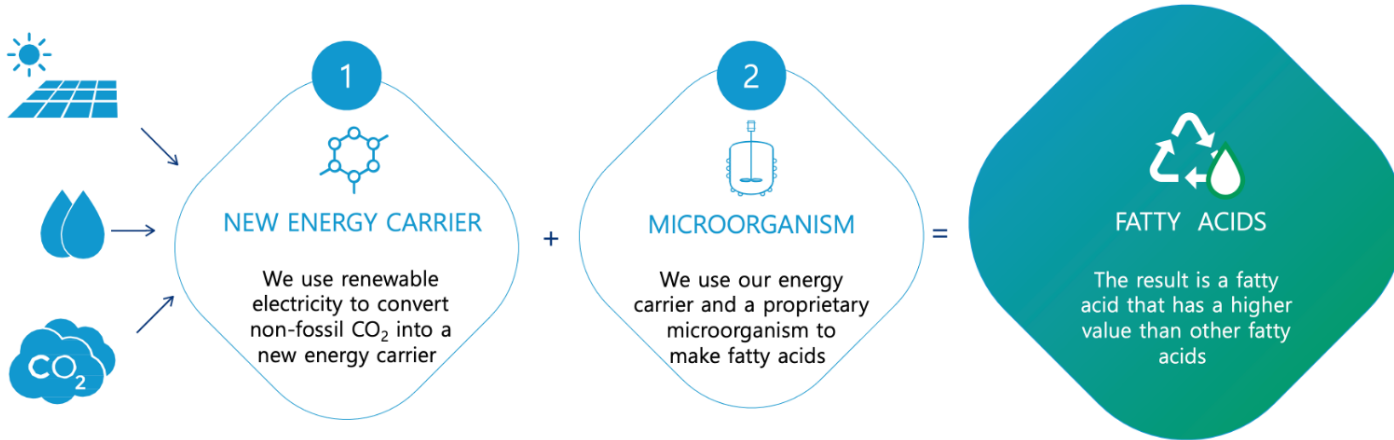 1
NEW ENERGY CARRIER
We use renewable
electricity to convert
non-fossil CO₂ into a
new energy carrier
+
2
MICROORGANISM
We use our energy
carrier and a proprietary
microorganism to
make fatty acids
=
FATTY ACIDS
The result is a fatty
acid that has a higher
value than other fatty
acids
CO₂